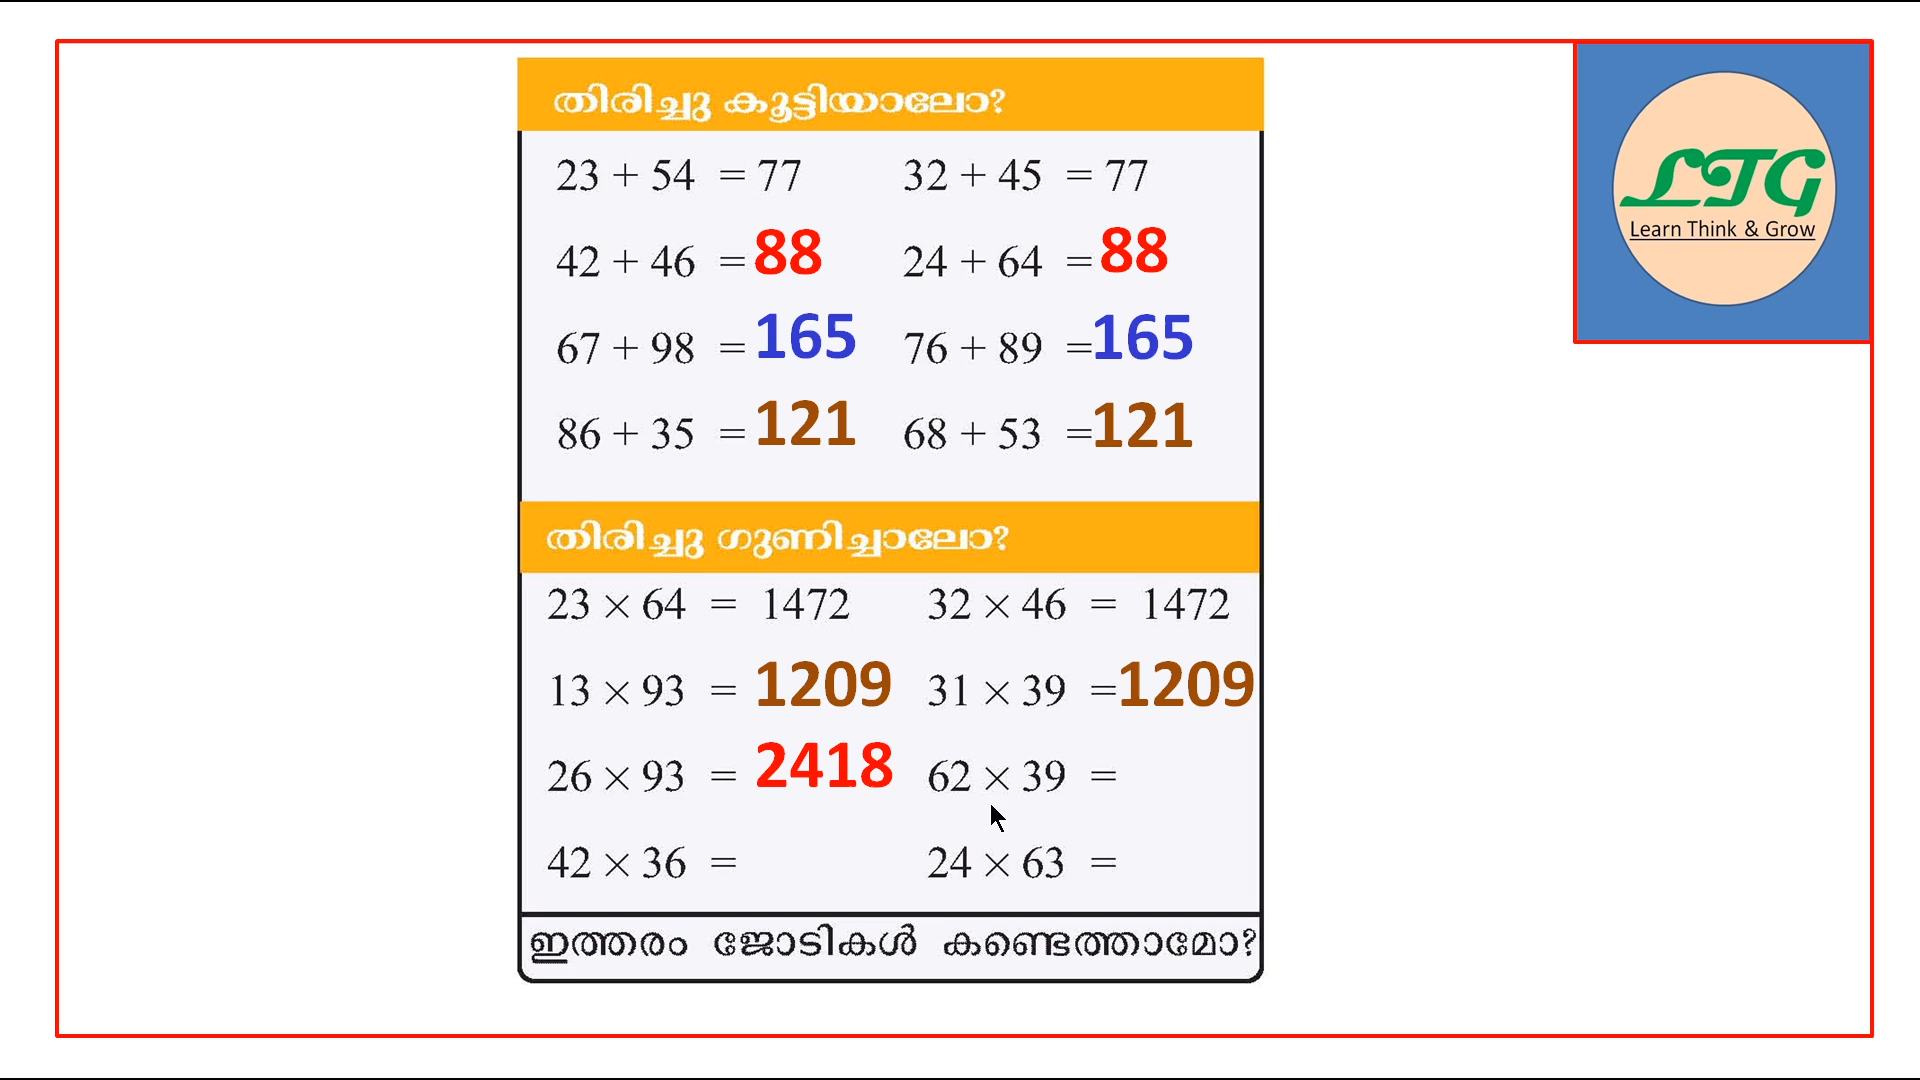 തിരിച്ചു കൂട്ടിയാലോ?
23 + 54 = 77 32 + 45 = 77
42 + 46 = 88 24 + 64 = 88
67 + 98 = 165 76 + 89 = 165
86 + 35 = 121 68 + 53 = 121
തിരിച്ചു ഗുണിച്ചാലോ?
23 × 64 = 1472 32 × 46 = 1472
13 × 93 = 1209 31 × 39 = 1209
26 × 93 = 2418 62 × 39 =
42 × 36 = 24 × 63 =
ഇത്തരം ജോടികൾ കണ്ടെത്താമോ?
LTG
Learn Think & Grow